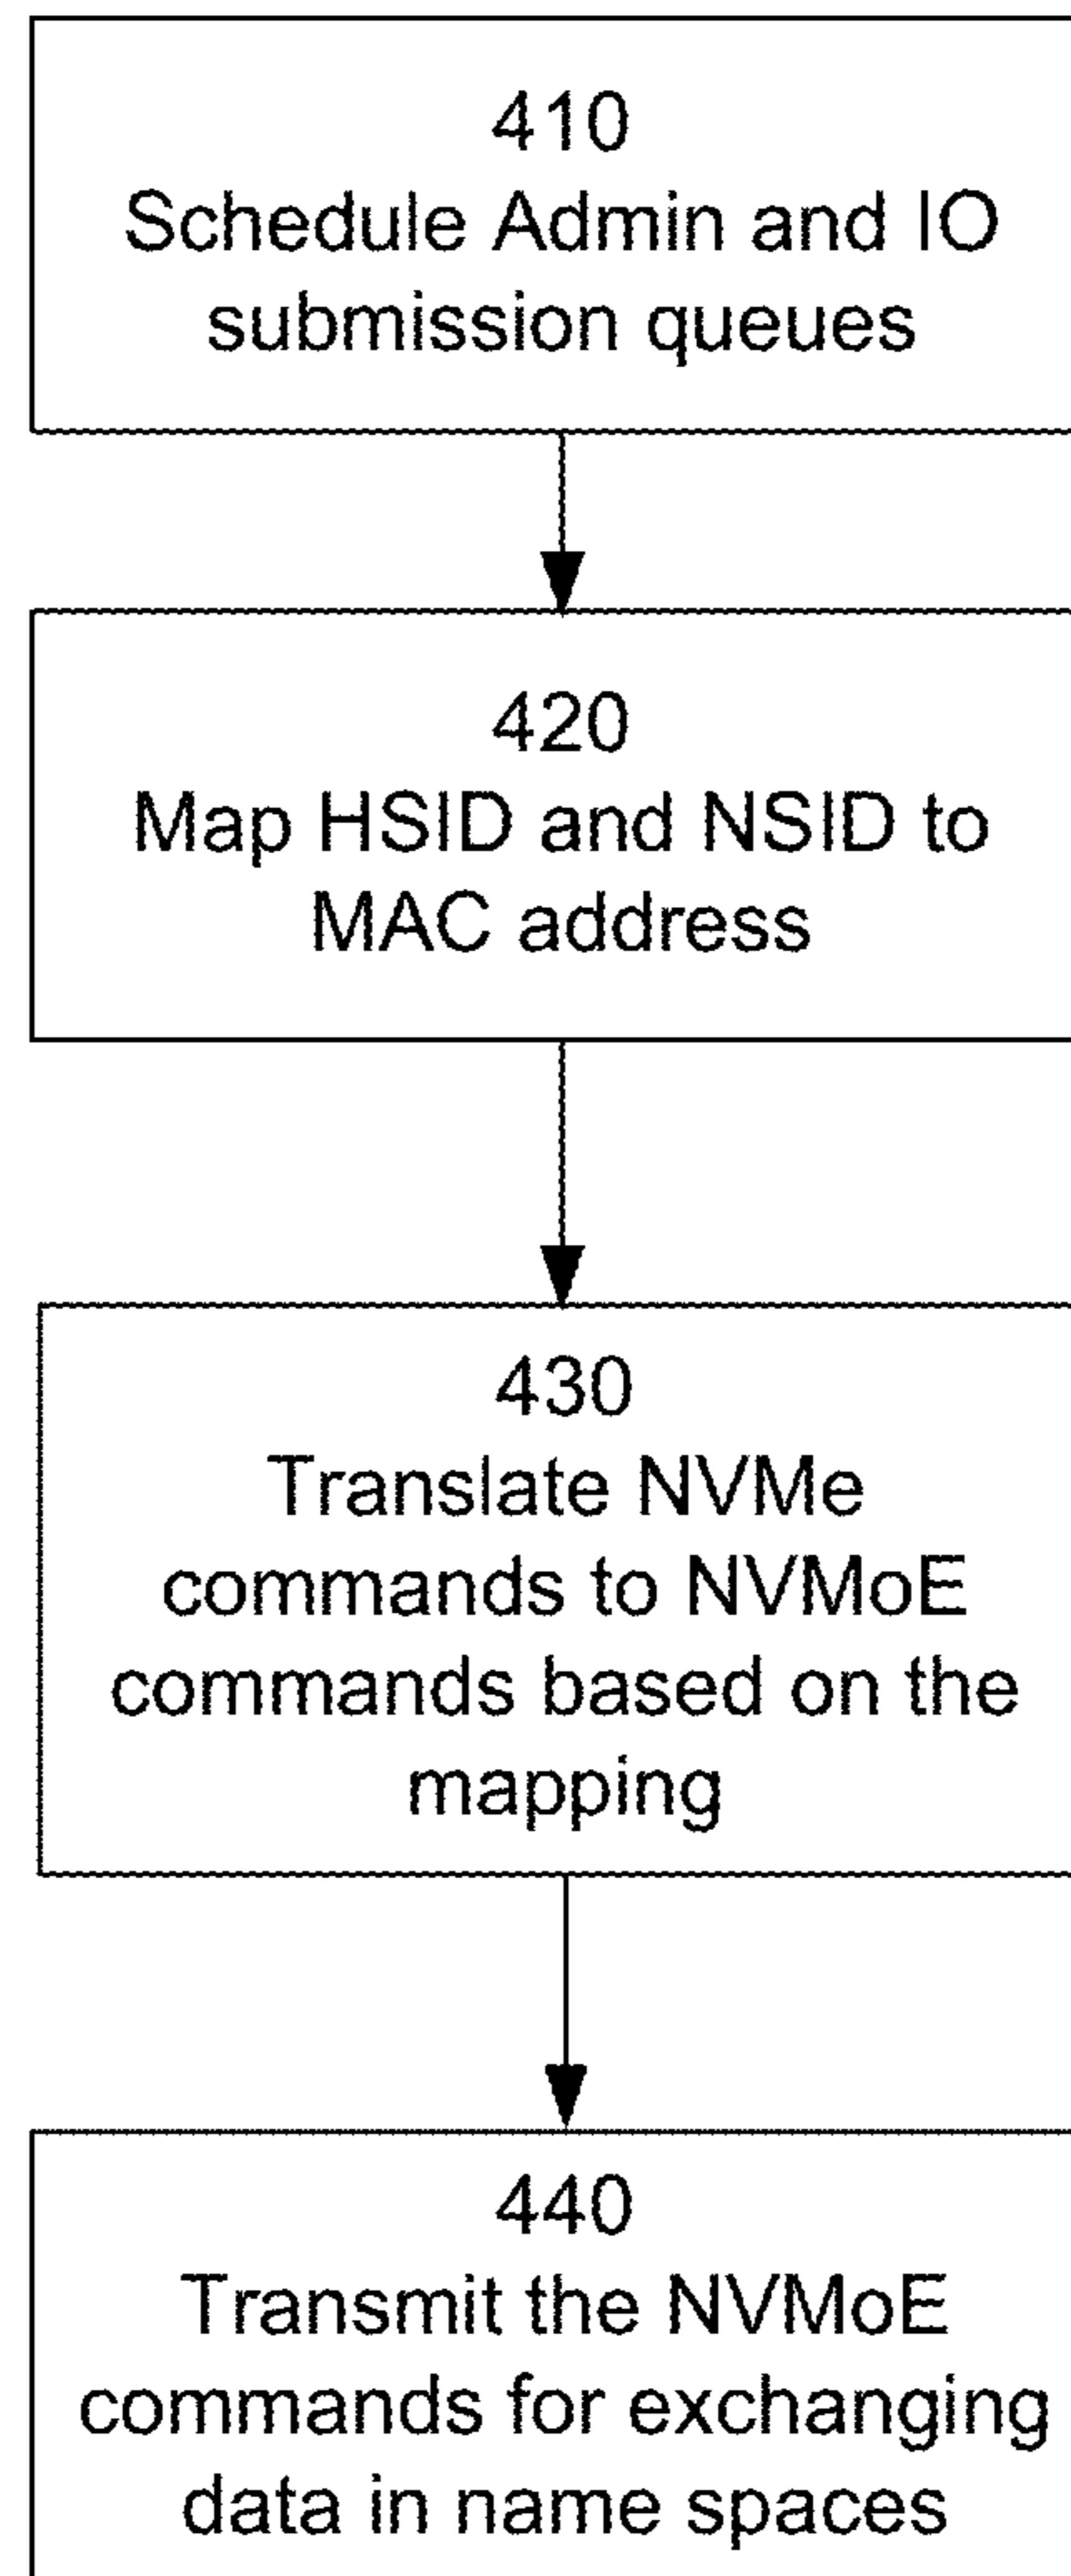 410
Schedule Admin and IO
submission queues
420
Map HSID and NSID to
MAC address
430
Translate NVMe
commands to NVMoE
commands based on the
mapping
440
Transmit the NVMoE
commands for exchanging
data in name spaces